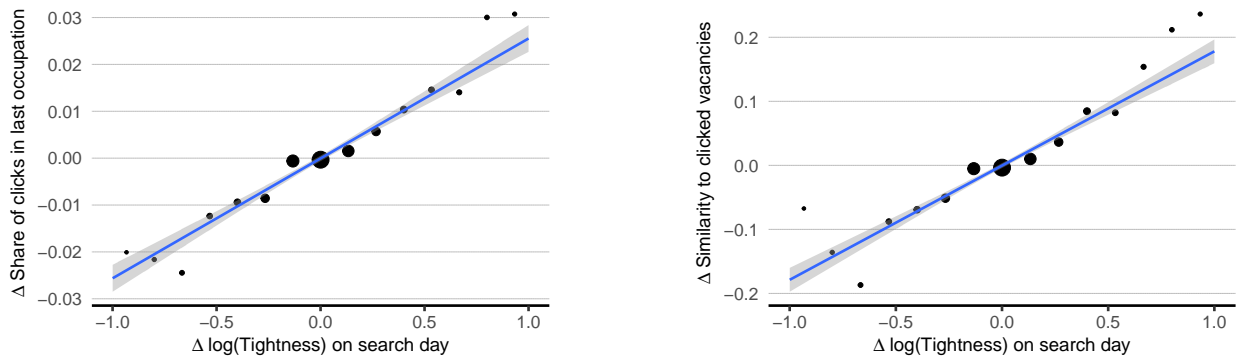 Δ Share of clicks in last occupation
0.03
0.02
0.01
0.00
−0.01
−0.02
−0.03
−1.0 −0.5 0.0 0.5 1.0
Δ log(Tightness) on search day
Δ Similarity to clicked vacancies
0.2
0.1
0.0
−0.1
−0.2
−1.0 −0.5 0.0 0.5 1.0
Δ log(Tightness) on search day